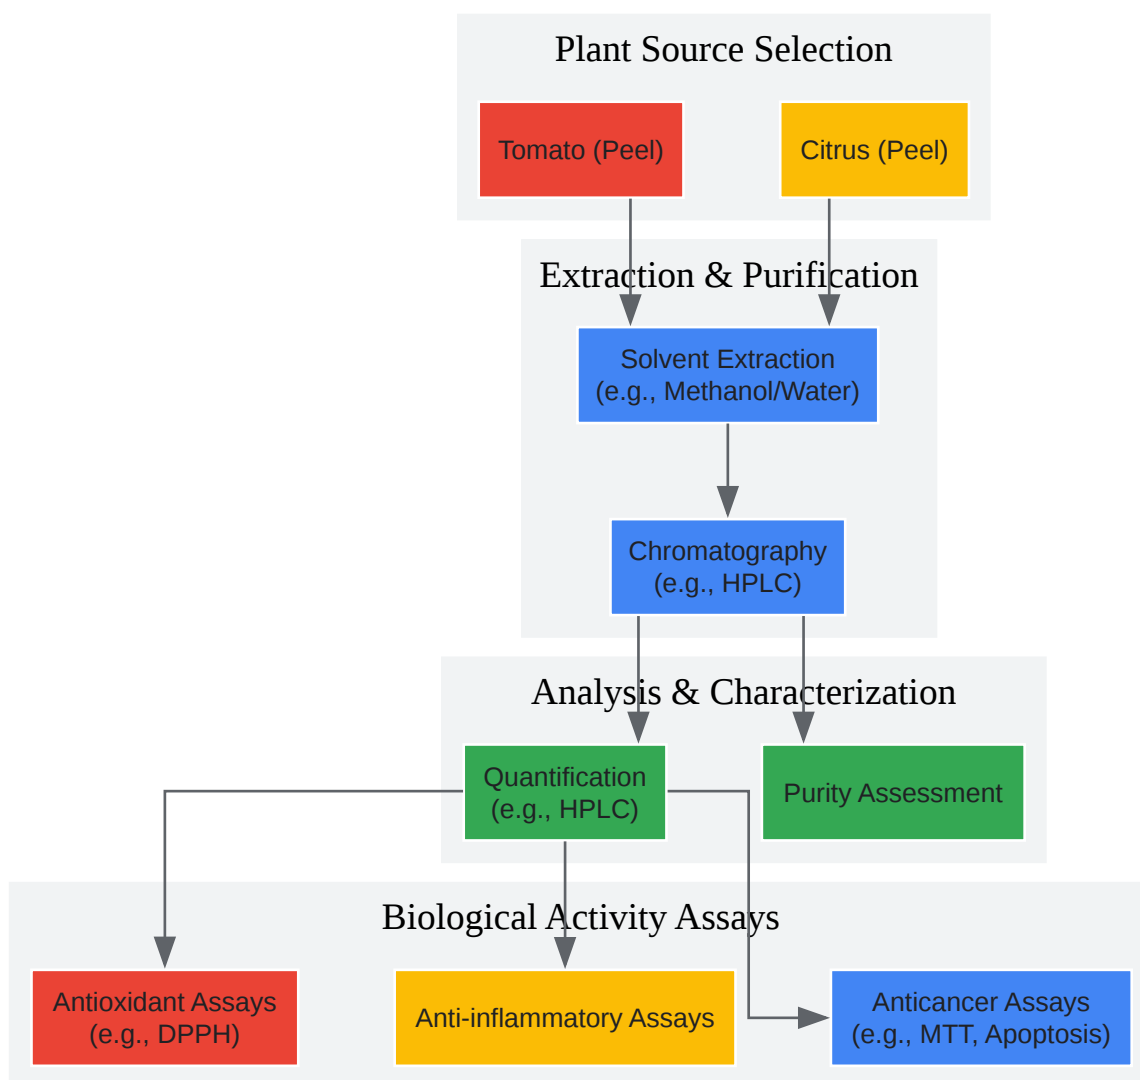 Plant Source Selection
Tomato (Peel)
Citrus (Peel)
Extraction & Purification
Solvent Extraction
(e.g., Methanol/Water)
Chromatography
(e.g., HPLC)
Analysis & Characterization
Quantification
(e.g., HPLC)
Purity Assessment
Biological Activity Assays
Antioxidant Assays
(e.g., DPPH)
Anti-inflammatory Assays
Anticancer Assays
(e.g., MTT, Apoptosis)